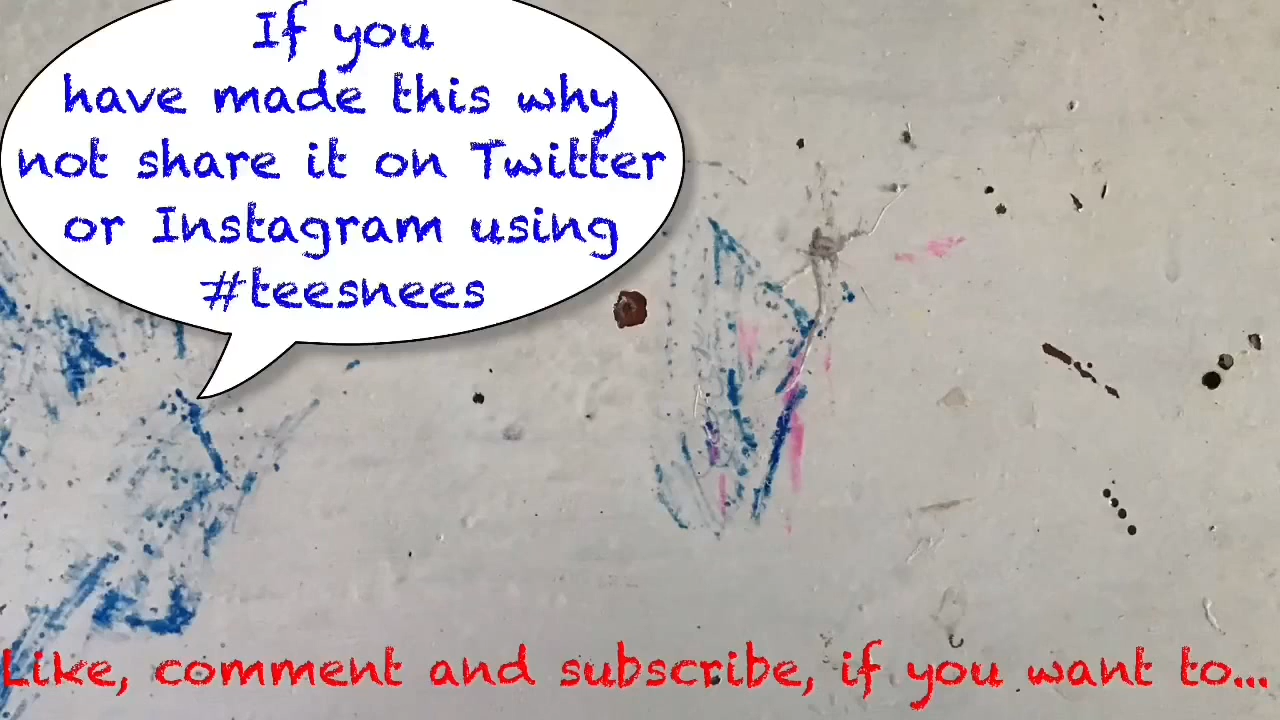 If you
have made this why
not share it on Twitter
or Instagram using
#teesnees
Like, comment and subscribe, if you want to...